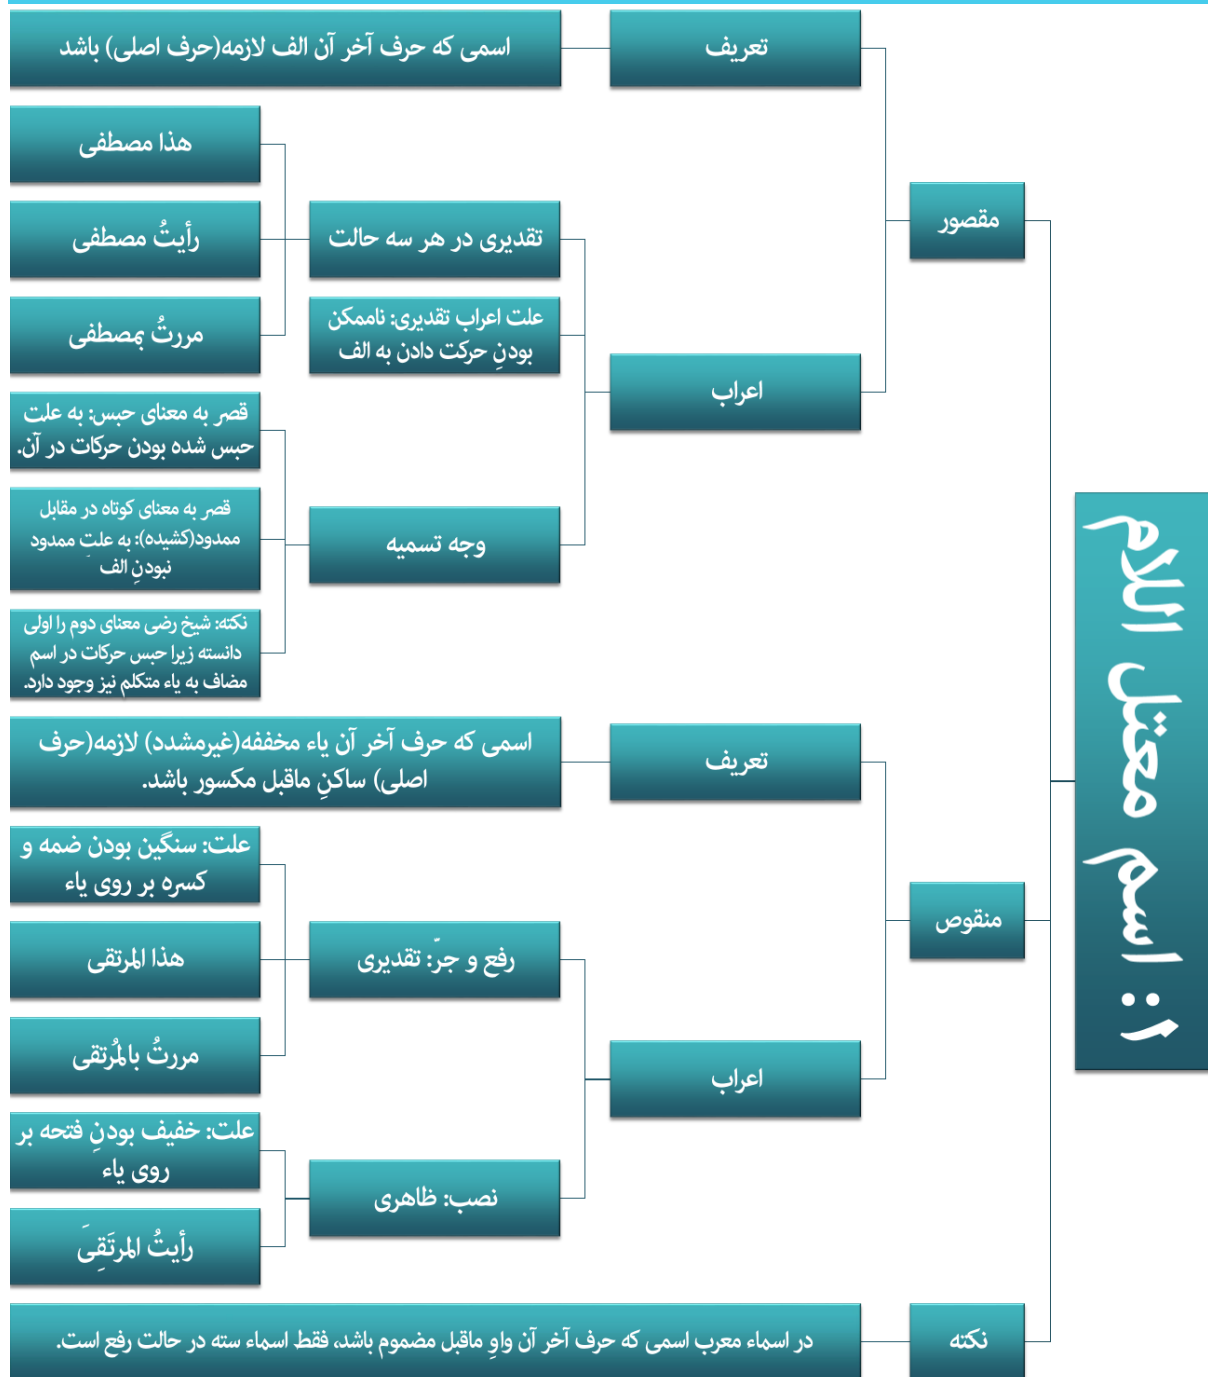 ۱: اسم معتل اللام
مقصور
تعریف
اسمی که حرف آخر آن الف لازمه(حرف اصلی) باشد
اعراب
تقدیری در هر سه حالت
هذا مصطفی
رأیتُ مصطفی
مررتُ بمصطفی
علت اعراب تقدیری: ناممکن
بودنِ حرکت دادن به الف
وجه تسمیه
قصر به معنای حبس: به علت
حبس شده بودن حرکات در آن.
قصر به معنای کوتاه در مقابل
ممدود(کشیده): به علت ممدود
نبودنِ الف
نکته: شیخ رضی معنای دوم را اولی
دانسته زیرا حبس حرکات در اسم
مضاف به یاء متکلم نیز وجود دارد.
منقوص
تعریف
اسمی که حرف آخر آن یاء مخففه(غیرمشدد) لازمه(حرف
اصلی) ساکنِ ماقبل مکسور باشد.
اعراب
رفع و جرّ: تقدیری
علت: سنگین بودن ضمه و
کسره بر روی یاء
هذا المرتقی
مررتُ بالمُرتقی
نصب: ظاهری
علت: خفیف بودنِ فتحه بر
روی یاء
رأیتُ المرتَقِیَ
نکته
در اسماء معرب اسمی که حرف آخر آن واوِ ماقبل مضموم باشد، فقط اسماء سته در حالت رفع است.